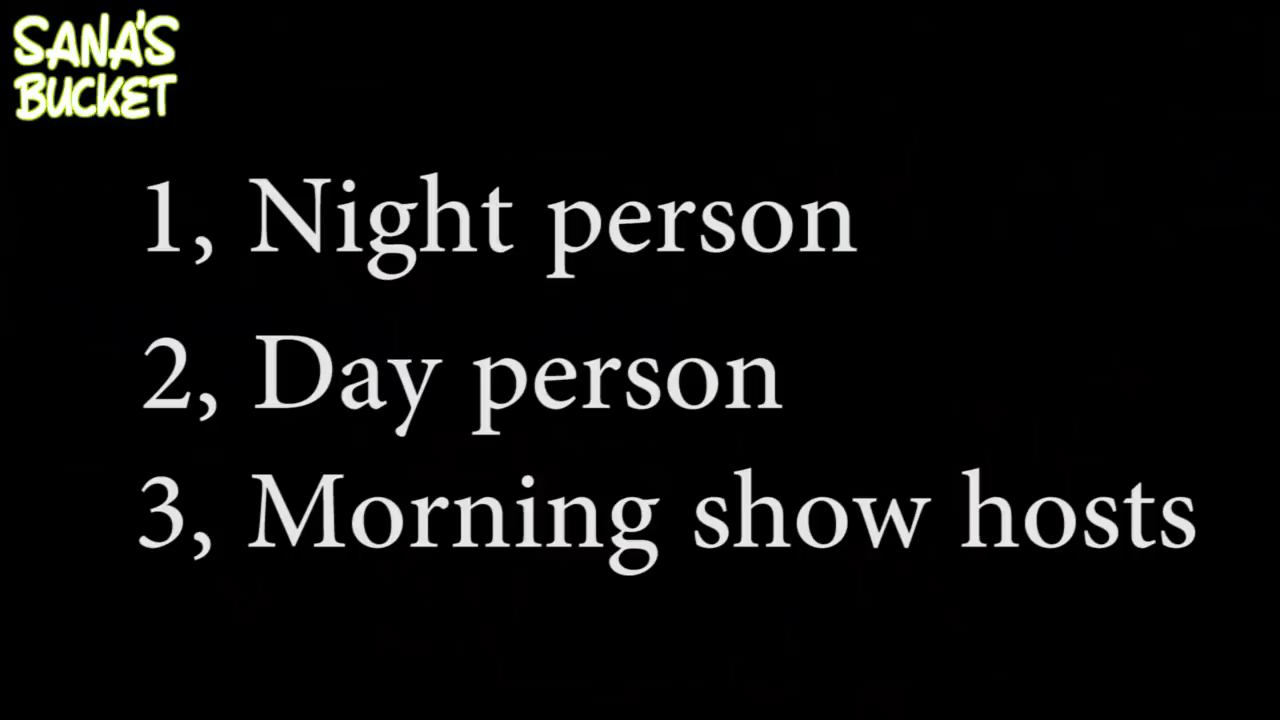 SANA'S
BUCKET
1, Night person
2, Day person
3, Morning show hosts